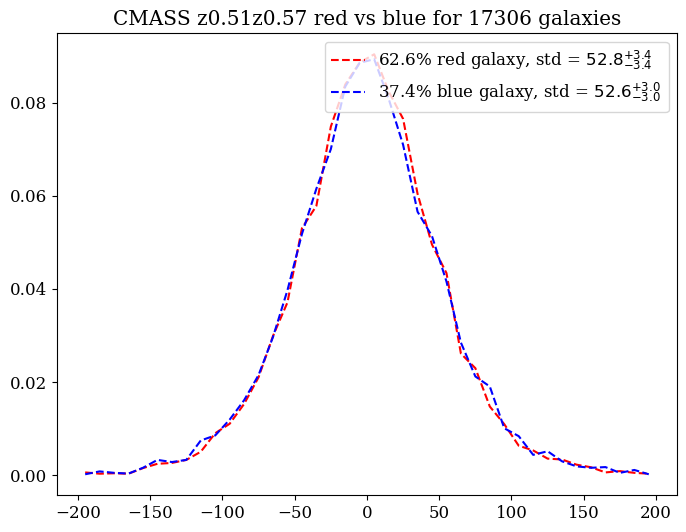 CMASS z0.51z0.57 red vs blue for 17306 galaxies
62.6% red galaxy, std = 52.8^{+3.4}_{-3.4}
37.4% blue galaxy, std = 52.6^{+3.0}_{-3.0}
0.08
0.06
0.04
0.02
0.00
−200 −150 −100 −50 0 50 100 150 200